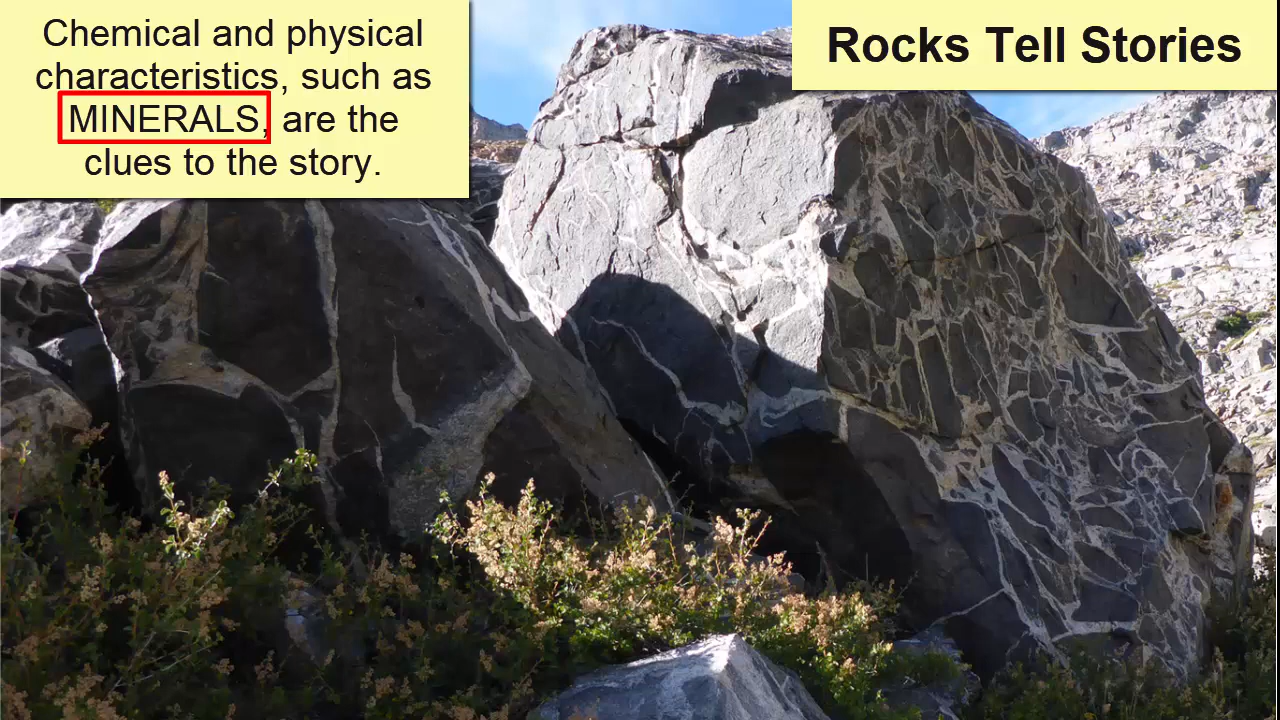 Chemical and physical
characteristics, such as
MINERALS, are the
clues to the story.
Rocks Tell Stories